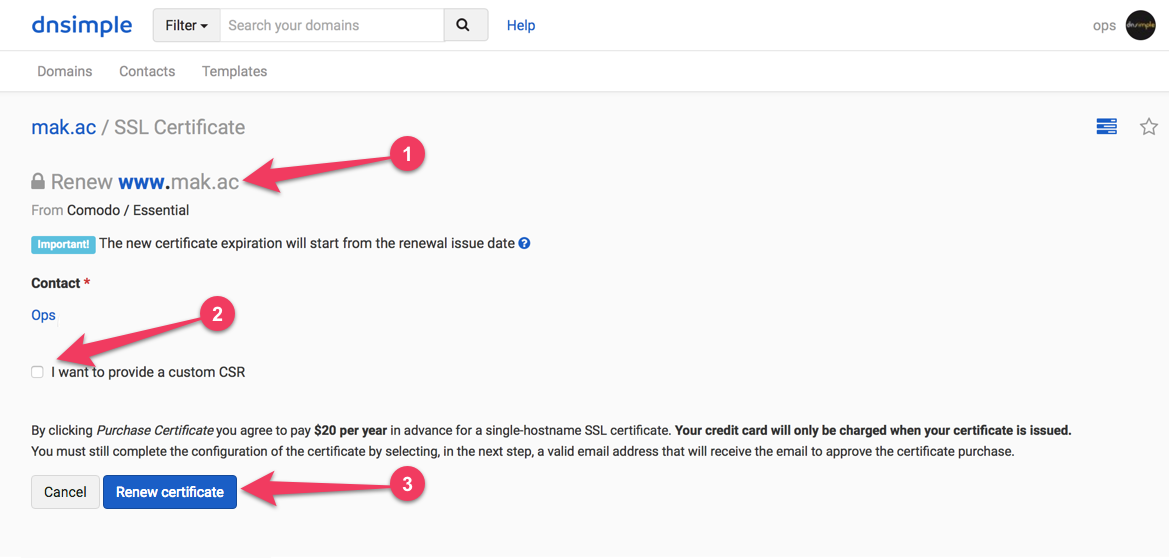 dnsimple Filter Search your domains Help ops dnsimple
Domains Contacts Templates
mak.ac / SSL Certificate
1
Renew www.mak.ac
From Comodo / Essential
Important! The new certificate expiration will start from the renewal issue date ?
Contact *
Ops
2
I want to provide a custom CSR
By clicking Purchase Certificate you agree to pay $20 per year in advance for a single-hostname SSL certificate. Your credit card will only be charged when your certificate is issued.
You must still complete the configuration of the certificate by selecting, in the next step, a valid email address that will receive the email to approve the certificate purchase.
Cancel Renew certificate 3